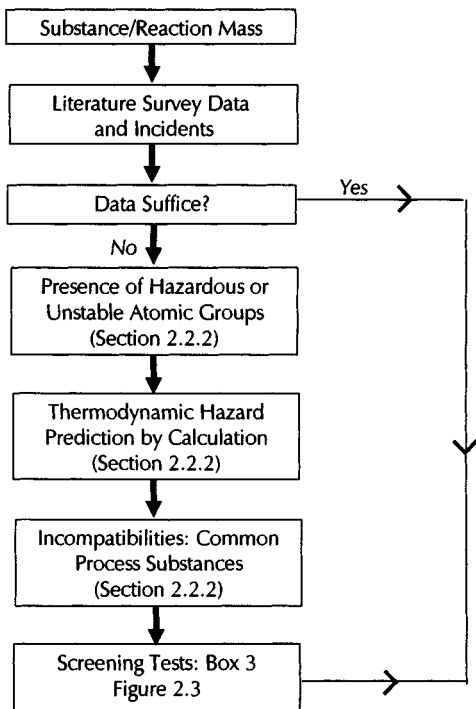 Substance/Reaction Mass
Literature Survey Data
and Incidents
Data Suffice?
Yes
No
Presence of Hazardous or
Unstable Atomic Groups
(Section 2.2.2)
Thermodynamic Hazard
Prediction by Calculation
(Section 2.2.2)
Incompatibilities: Common
Process Substances
(Section 2.2.2)
Screening Tests: Box 3
Figure 2.3